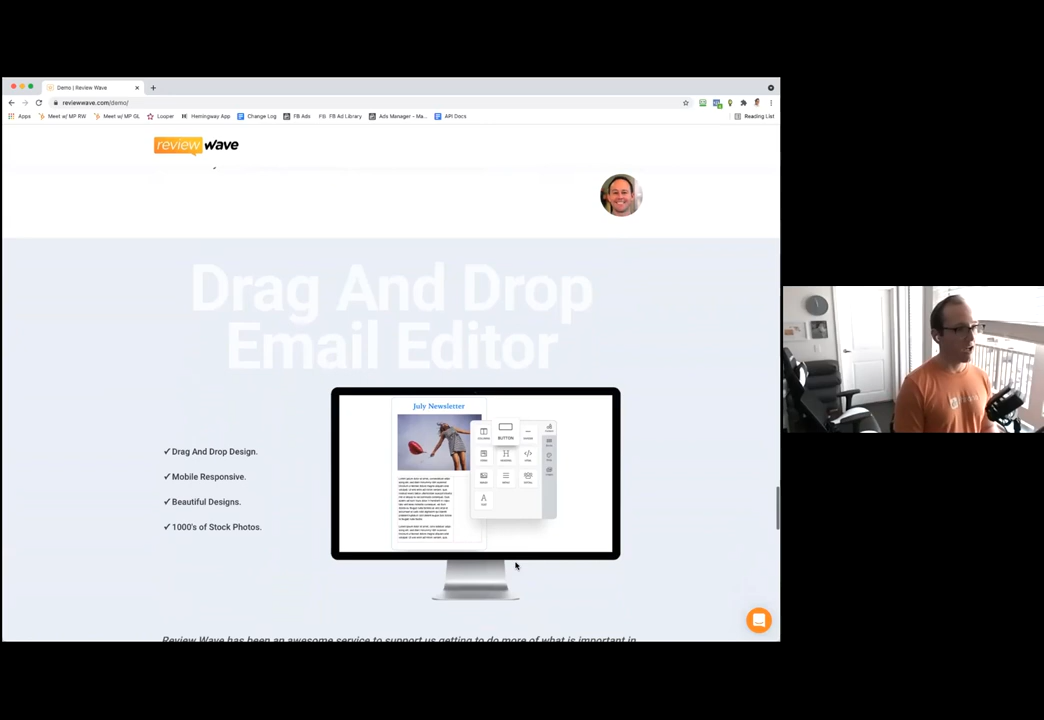 Demo | Review Wave
reviewwave.com/demo/
Apps Meet w/ MP RW Meet w/ MP GL Looper Hemingway App Change Log FB Ads FB Ad Library Ads Manager – Ma... API Docs Reading List
review wave
Drag And Drop
Email Editor
July Newsletter
BUTTON
✓Drag And Drop Design.
✓Mobile Responsive.
✓Beautiful Designs.
✓1000's of Stock Photos.
Review Wave has been an awesome service to support us getting to do more of what is important in